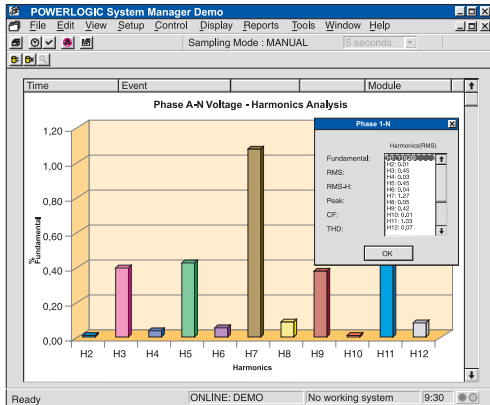 POWERLOGIC System Manager Demo
File Edit View Setup Control Display Reports Tools Window Help
Sampling Mode : MANUAL 5 seconds
Time Event Module
Phase A-N Voltage - Harmonics Analysis
Phase 1-N
Harmonics(RMS)
Fundamental:
RMS:
RMS-H:
Peak:
CF:
THD:
H2: 0.01
H3: 0,45
H4: 0.03
H5: 0.45
H6: 0,04
H7: 1.27
H8: 0.05
H9: 0,42
H10: 0.01
H11: 1.03
H12: 0,07
OK
1,20
1,00
0,80
0,60
0,40
0,20
0,00
% Fundamental
H2 H3 H4 H5 H6 H7 H8 H9 H10 H11 H12
Harmonics
Ready ONLINE: DEMO No working system 9:30